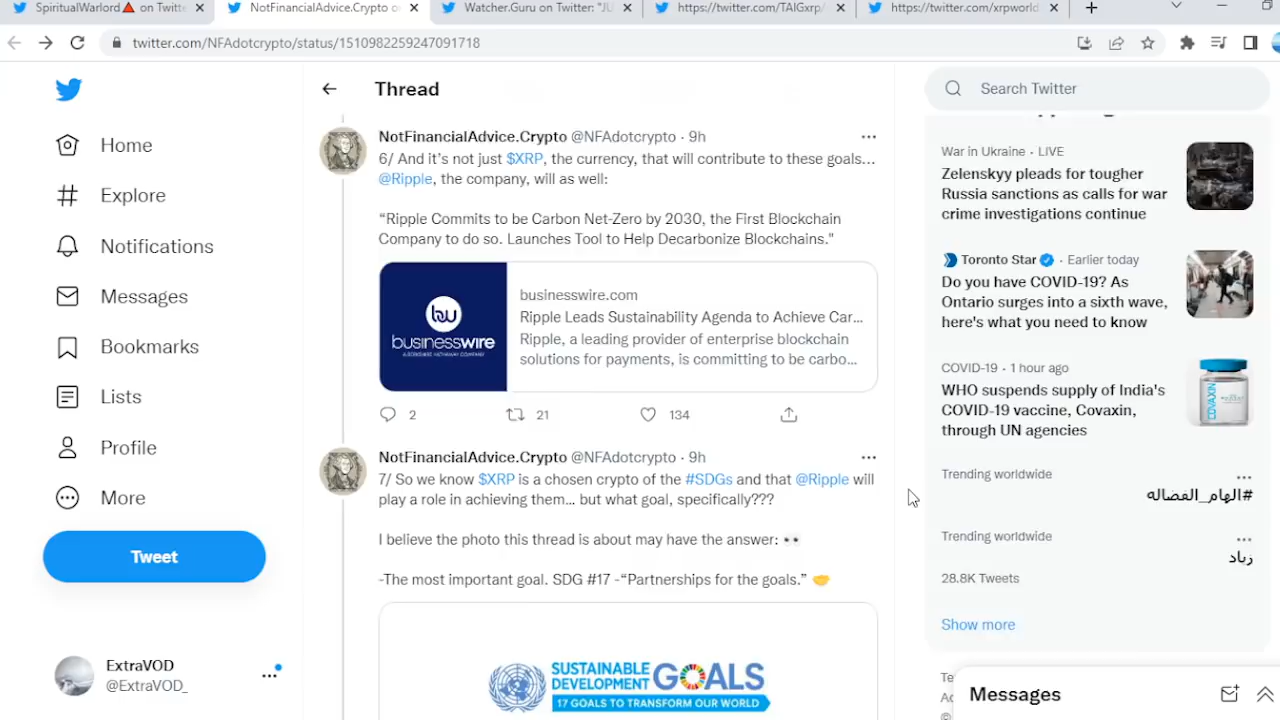 SpiritualWarlord🔺 on Twitte
NotFinancialAdvice.Crypto o
Watcher.Guru on Twitter: "JU
https://twitter.com/TAIGxrp/
https://twitter.com/xrpworld
twitter.com/NFAdotcrypto/status/1510982259247091718
Home
Explore
Notifications
Messages
Bookmarks
Lists
Profile
More
Tweet
ExtraVOD
@ExtraVOD_
Thread
NotFinancialAdvice.Crypto @NFAdotcrypto · 9h
6/ And it's not just $XRP, the currency, that will contribute to these goals…
@Ripple, the company, will as well:
“Ripple Commits to be Carbon Net-Zero by 2030, the First Blockchain
Company to do so. Launches Tool to Help Decarbonize Blockchains."
bw
businesswire
A BERKSHIRE HATHAWAY COMPANY
businesswire.com
Ripple Leads Sustainability Agenda to Achieve Car...
Ripple, a leading provider of enterprise blockchain
solutions for payments, is committing to be carbo...
2 21 134
NotFinancialAdvice.Crypto @NFAdotcrypto · 9h
7/ So we know $XRP is a chosen crypto of the #SDGs and that @Ripple will
play a role in achieving them… but what goal, specifically???
I believe the photo this thread is about may have the answer: 👀
-The most important goal. SDG #17 -“Partnerships for the goals.” 🤝
SUSTAINABLE
DEVELOPMENT GOALS
17 GOALS TO TRANSFORM OUR WORLD
Search Twitter
War in Ukraine · LIVE
Zelenskyy pleads for tougher
Russia sanctions as calls for war
crime investigations continue
Toronto Star · Earlier today
Do you have COVID-19? As
Ontario surges into a sixth wave,
here's what you need to know
COVID-19 · 1 hour ago
WHO suspends supply of India's
COVID-19 vaccine, Covaxin,
through UN agencies
COVAXIN
Trending worldwide
#الهام_الفضاله
Trending worldwide
زياد
28.8K Tweets
Show more
Te
Messages